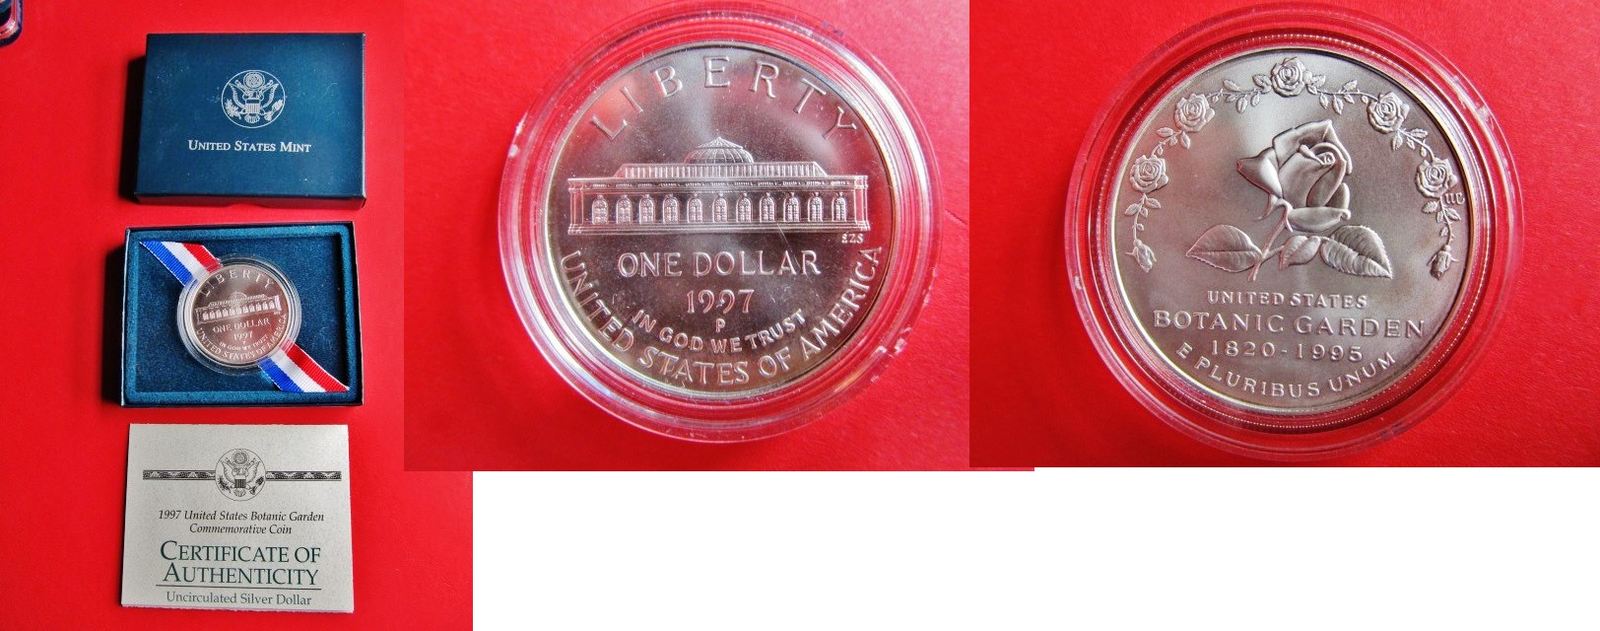 UNITED STATES MINT
LIBERTY
ONE DOLLAR
1997
IN GOD WE TRUST
UNITED STATES OF AMERICA
1997 United States Botanic Garden
Commemorative Coin
CERTIFICATE OF
AUTHENTICITY
Uncirculated Silver Dollar
LIBERTY
ONE DOLLAR
1997
P
IN GOD WE TRUST
UNITED STATES OF AMERICA
UNITED STATES
BOTANIC GARDEN
1820-1995
E PLURIBUS UNUM